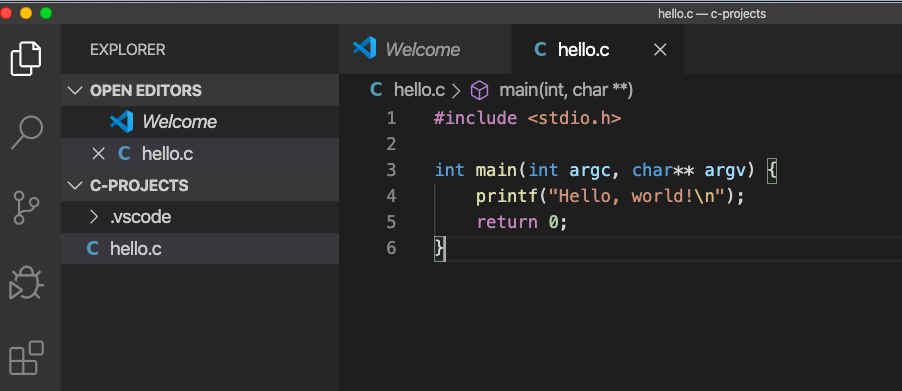 hello.c — c-projects
EXPLORER
OPEN EDITORS
Welcome
hello.c
C-PROJECTS
.vscode
hello.c
Welcome
hello.c
hello.c > main(int, char **)
1 #include <stdio.h>
2
3 int main(int argc, char** argv) {
4 printf("Hello, world!\n");
5 return 0;
6 }